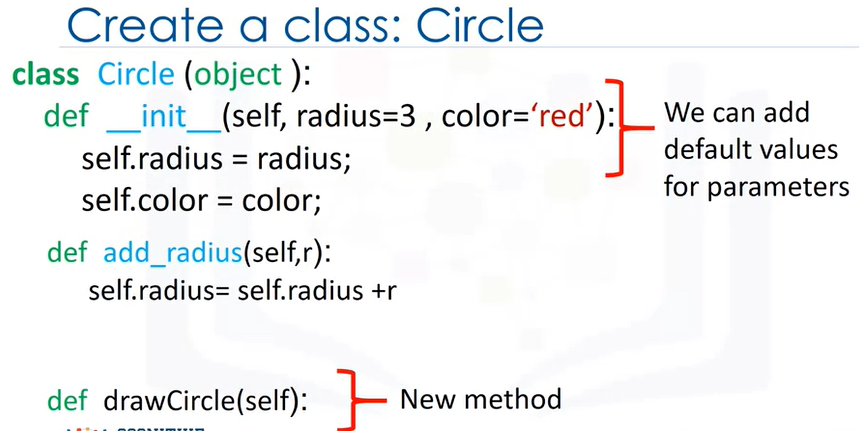 Create a class: Circle
class Circle (object ):
def __init__(self, radius=3 , color=‘red’):
self.radius = radius;
self.color = color;
We can add
default values
for parameters
def add_radius(self,r):
self.radius= self.radius +r
def drawCircle(self):
New method